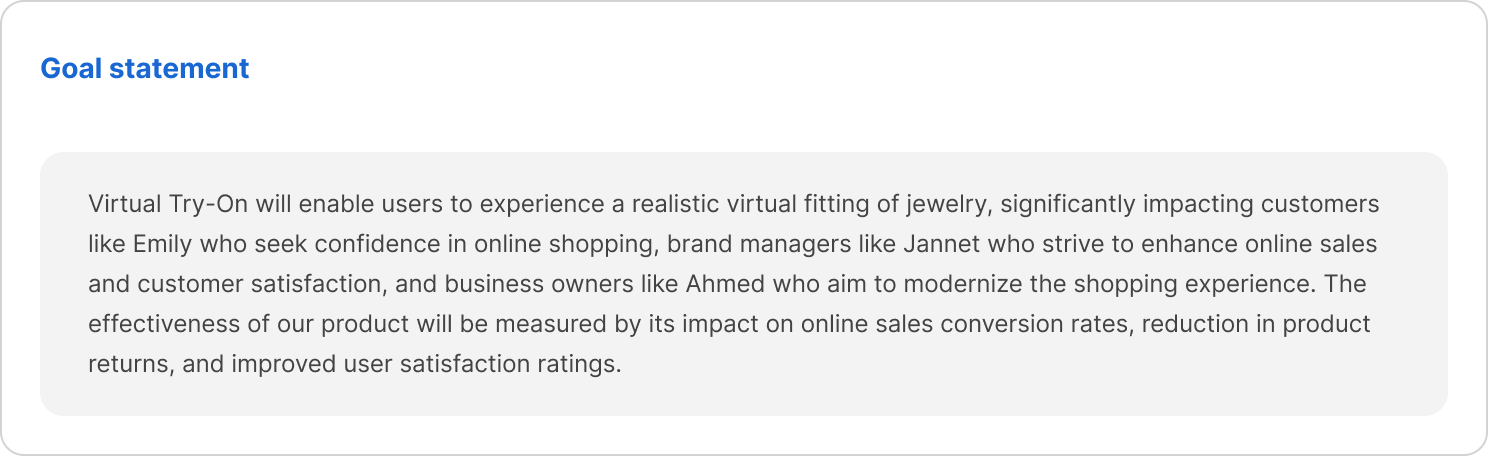 Goal statement
Virtual Try-On will enable users to experience a realistic virtual fitting of jewelry, significantly impacting customers
like Emily who seek confidence in online shopping, brand managers like Jannet who strive to enhance online sales
and customer satisfaction, and business owners like Ahmed who aim to modernize the shopping experience. The
effectiveness of our product will be measured by its impact on online sales conversion rates, reduction in product
returns, and improved user satisfaction ratings.